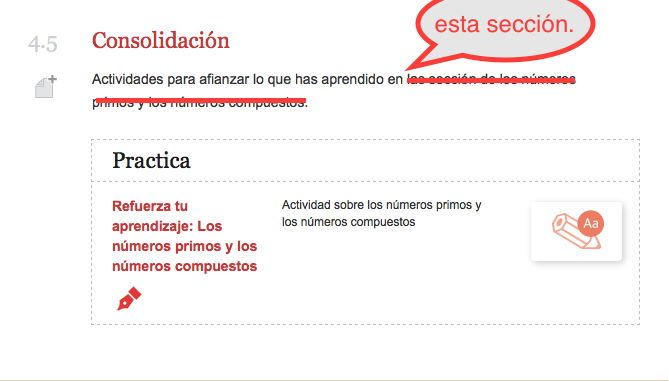 esta sección.
4.5 Consolidación
Actividades para afianzar lo que has aprendido en las sección de los números
primos y los números compuestos.
Practica
Refuerza tu
aprendizaje: Los
números primos y los
números compuestos
Actividad sobre los números primos y
los números compuestos
Aa